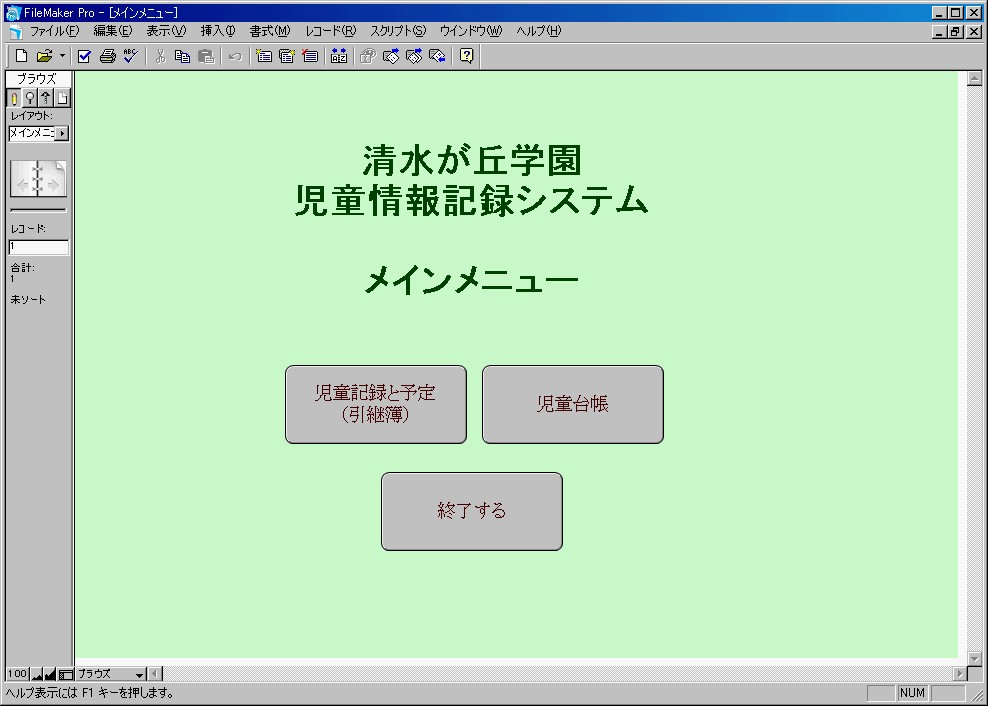 FileMaker Pro - [メインメニュー]
ファイル(F) 編集(E) 表示(V) 挿入(I) 書式(M) レコード(R) スクリプト(S) ウインドウ(W) ヘルプ(H)
ABC
ブラウズ
レイアウト:
メインメニ
レコード:
1
合計:
1
未ソート
清水が丘学園
児童情報記録システム
メインメニュー
児童記録と予定
(引継簿)
児童台帳
終了する
100 ブラウズ
ヘルプ表示には F1 キーを押します。
NUM